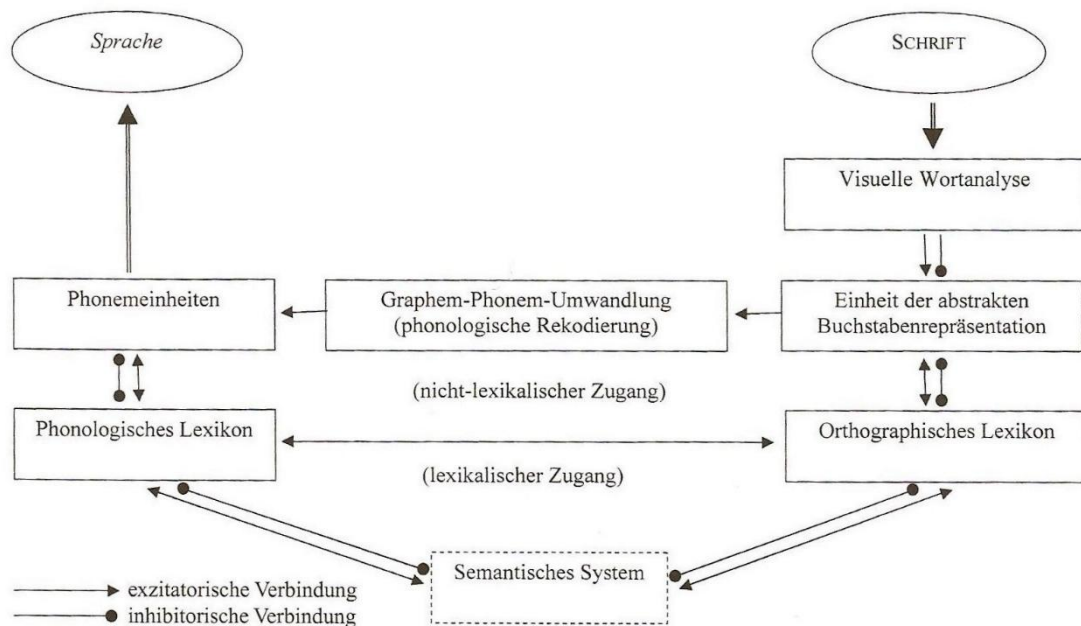 Sprache
SCHRIFT
Visuelle Wortanalyse
Phonemeinheiten
Graphem-Phonem-Umwandlung
(phonologische Rekodierung)
Einheit der abstrakten
Buchstabenrepräsentation
(nicht-lexikalischer Zugang)
Phonologisches Lexikon
Orthographisches Lexikon
(lexikalischer Zugang)
Semantisches System
exzitatorische Verbindung
inhibitorische Verbindung